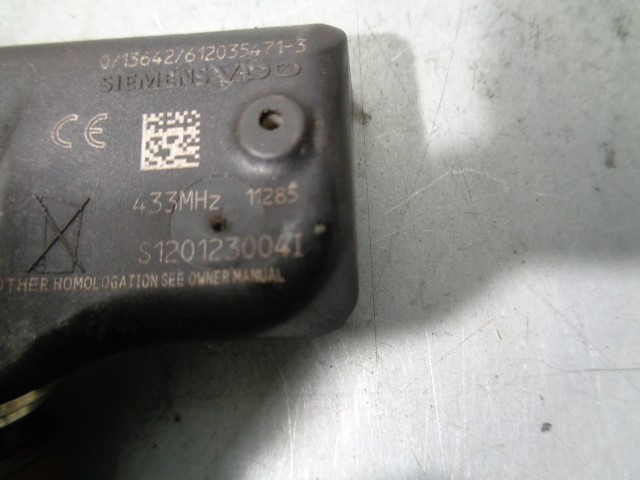 0/13642/612035471-3
SIEMENS VDO
CE
433MHz 11285
S120123004I
OTHER HOMOLOGATION SEE OWNER MANUAL